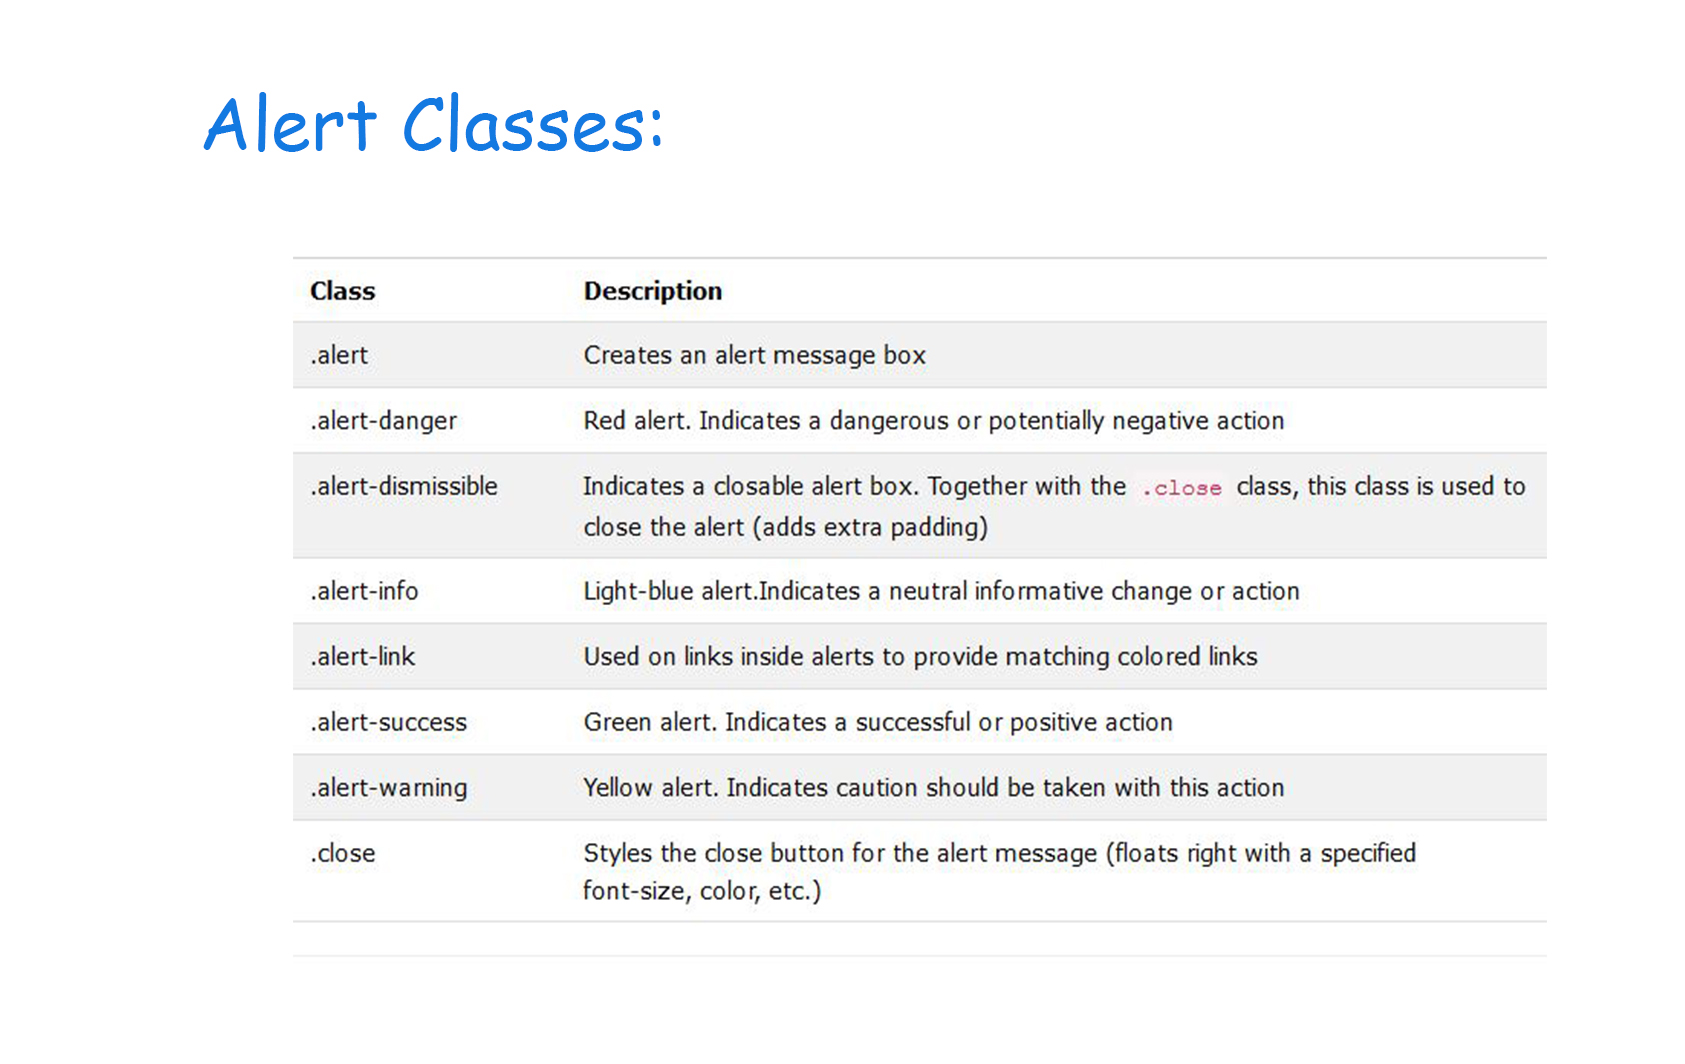 Alert Classes:
Class Description
.alert Creates an alert message box
.alert-danger Red alert. Indicates a dangerous or potentially negative action
.alert-dismissible Indicates a closable alert box. Together with the .close class, this class is used to
close the alert (adds extra padding)
.alert-info Light-blue alert.Indicates a neutral informative change or action
.alert-link Used on links inside alerts to provide matching colored links
.alert-success Green alert. Indicates a successful or positive action
.alert-warning Yellow alert. Indicates caution should be taken with this action
.close Styles the close button for the alert message (floats right with a specified
font-size, color, etc.)